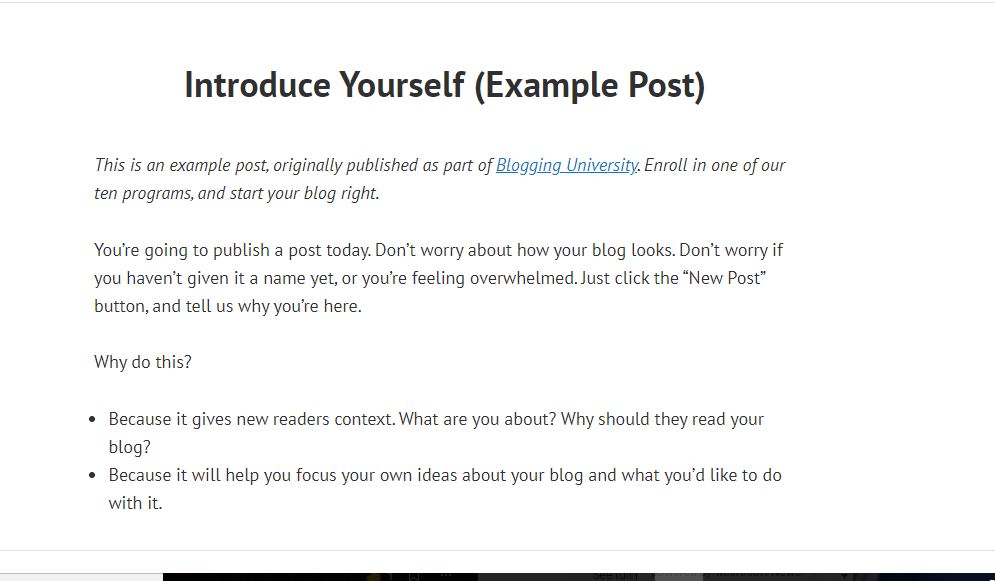 Introduce Yourself (Example Post)
This is an example post, originally published as part of Blogging University. Enroll in one of our
ten programs, and start your blog right.
You’re going to publish a post today. Don’t worry about how your blog looks. Don’t worry if
you haven’t given it a name yet, or you’re feeling overwhelmed. Just click the “New Post”
button, and tell us why you’re here.
Why do this?
• Because it gives new readers context. What are you about? Why should they read your
blog?
• Because it will help you focus your own ideas about your blog and what you’d like to do
with it.